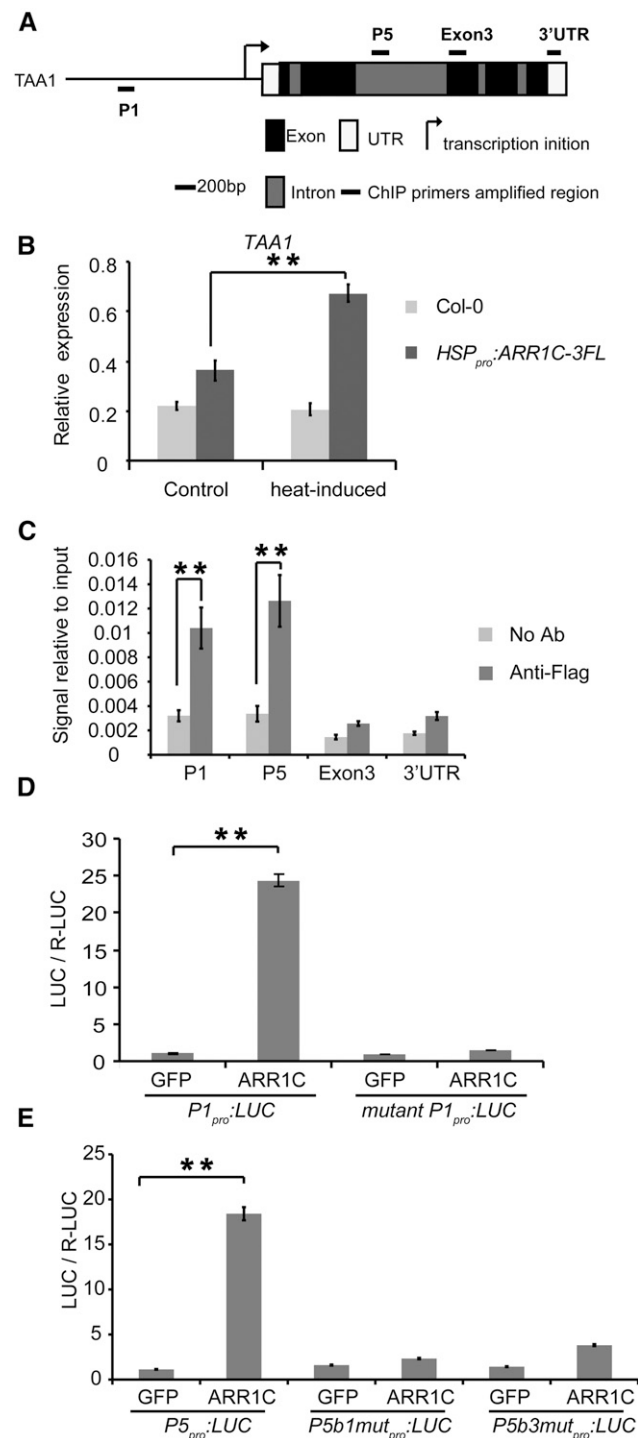 A
P5 Exon3 3'UTR
TAA1
P1
Exon UTR transcription inition
200bp Intron ChIP primers amplified region
B
TAA1
**
0.8
0.6
0.4
0.2
0
Relative expression
Control heat-induced
Col-0
HSPpro:ARR1C-3FL
C
** **
0.016
0.014
0.012
0.01
0.008
0.006
0.004
0.002
0
Signal relative to input
P1 P5 Exon3 3'UTR
No Ab
Anti-Flag
D
**
30
25
20
15
10
5
0
LUC / R-LUC
GFP ARR1C GFP ARR1C
P1pro:LUC mutant P1pro:LUC
E
**
25
20
15
10
5
0
LUC / R-LUC
GFP ARR1C GFP ARR1C GFP ARR1C
P5pro:LUC P5b1mutpro:LUC P5b3mutpro:LUC